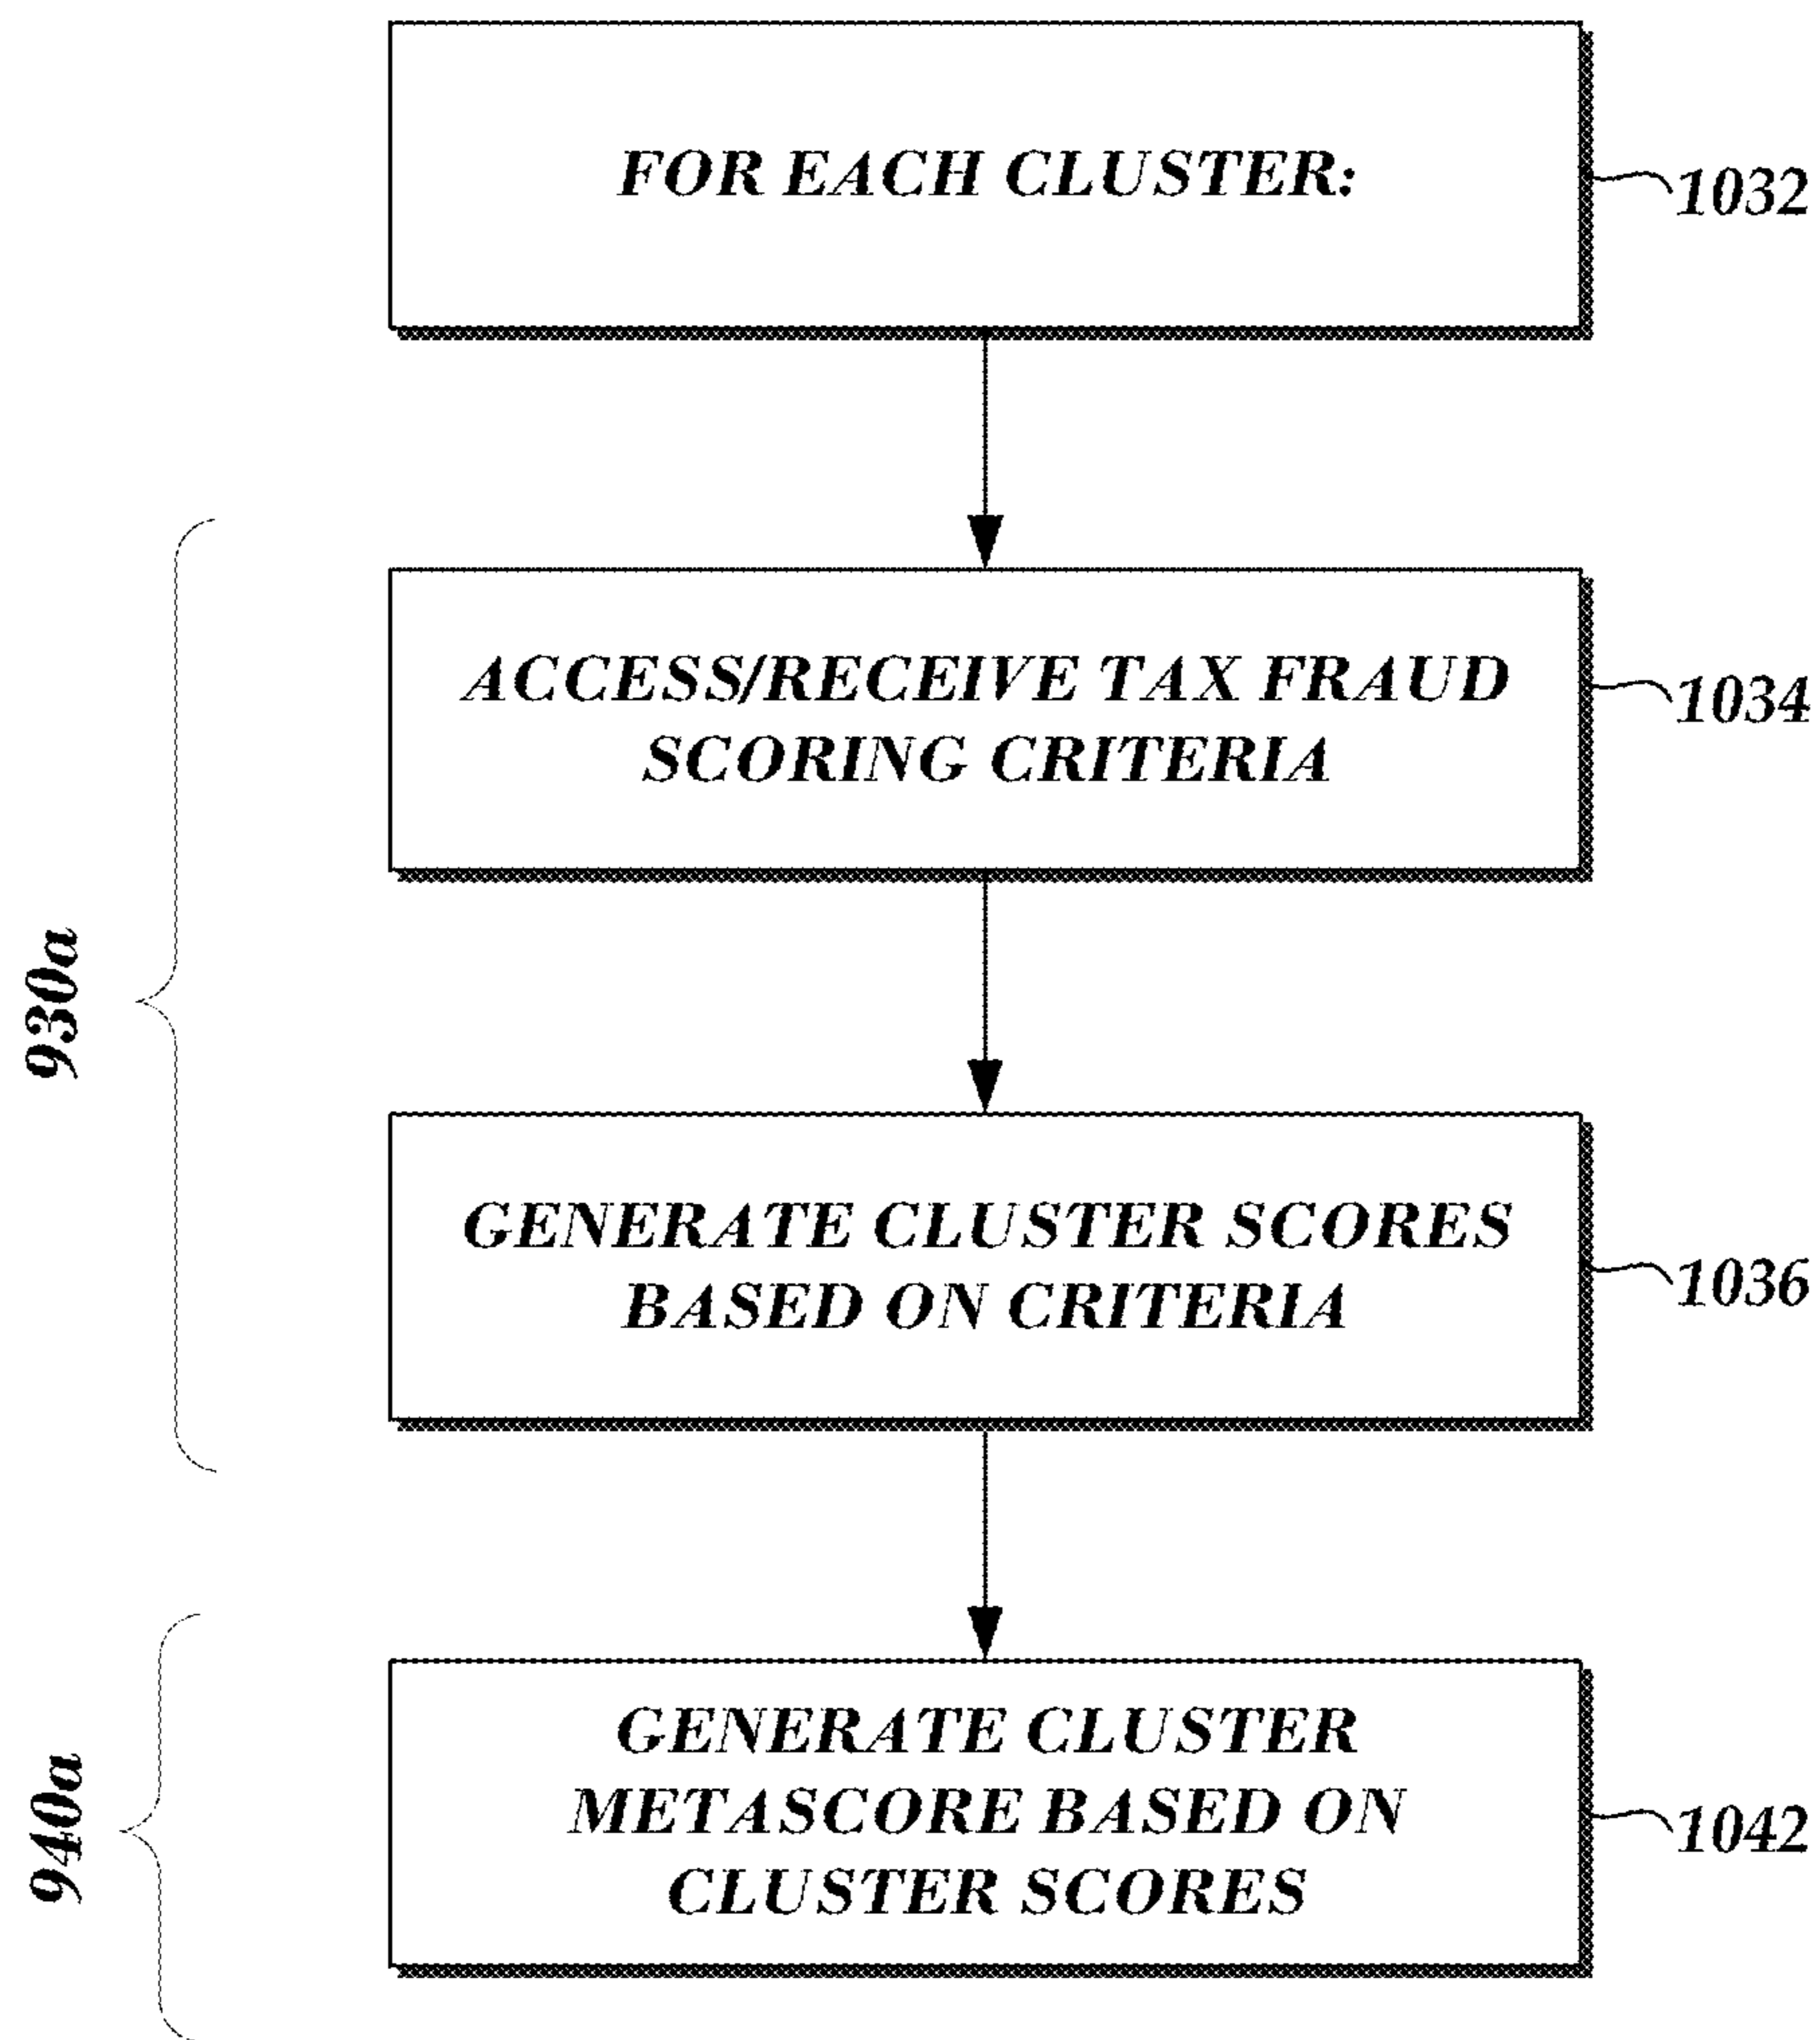 FOR EACH CLUSTER:
1032
930a
ACCESS/RECEIVE TAX FRAUD
SCORING CRITERIA
1034
GENERATE CLUSTER SCORES
BASED ON CRITERIA
1036
940a
GENERATE CLUSTER
METASCORE BASED ON
CLUSTER SCORES
1042